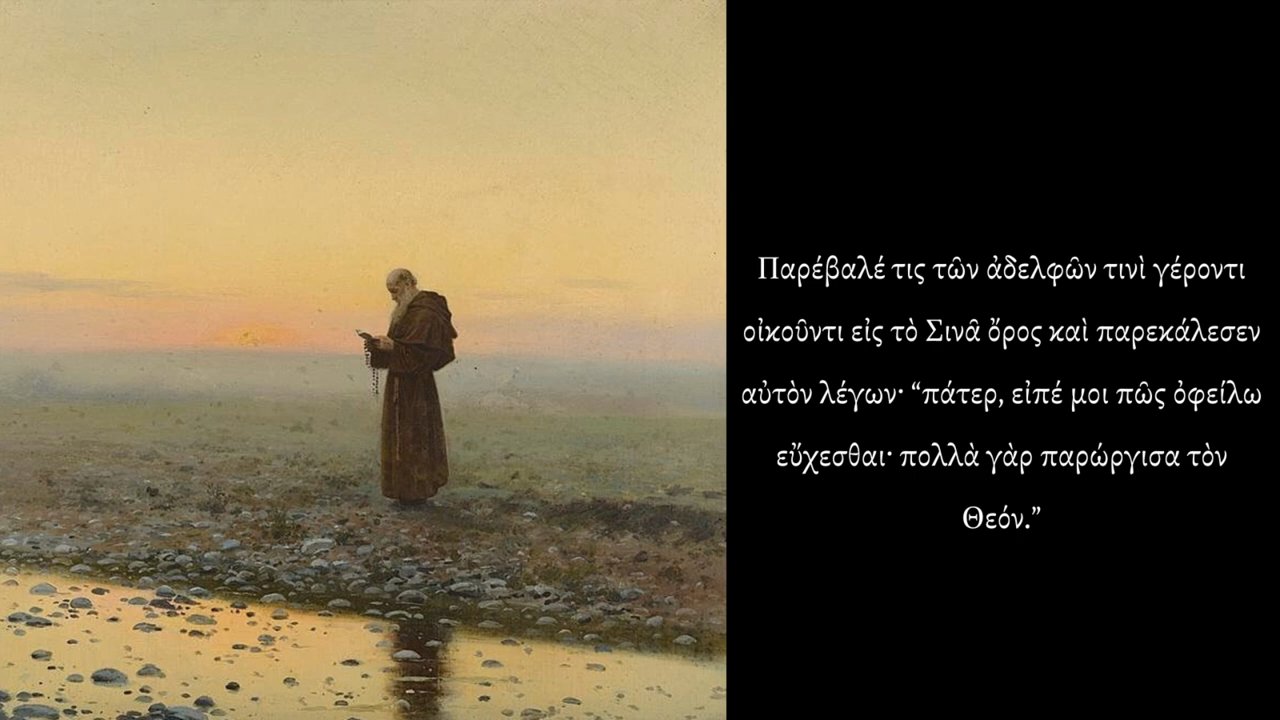 Παρέβαλέ τις τῶν ἀδελφῶν τινὶ γέροντι
οἰκοῦντι εἰς τὸ Σινᾶ ὄρος καὶ παρεκάλεσεν
αὐτὸν λέγων· “πάτερ, εἰπέ μοι πῶς ὀφείλω
εὔχεσθαι· πολλὰ γὰρ παρώργισα τὸν
Θεόν.”